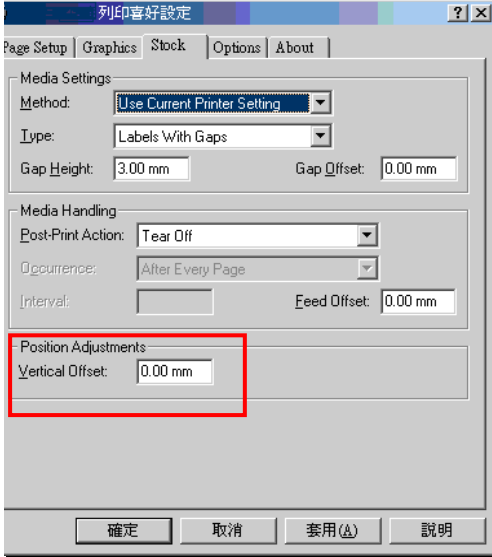 列印喜好設定
Page Setup Graphics Stock Options About
Media Settings
Method: Use Current Printer Setting
Type: Labels With Gaps
Gap Height: 3.00 mm Gap Offset: 0.00 mm
Media Handling
Post-Print Action: Tear Off
Occurrence: After Every Page
Interval: Feed Offset: 0.00 mm
Position Adjustments
Vertical Offset: 0.00 mm
確定 取消 套用(A) 說明